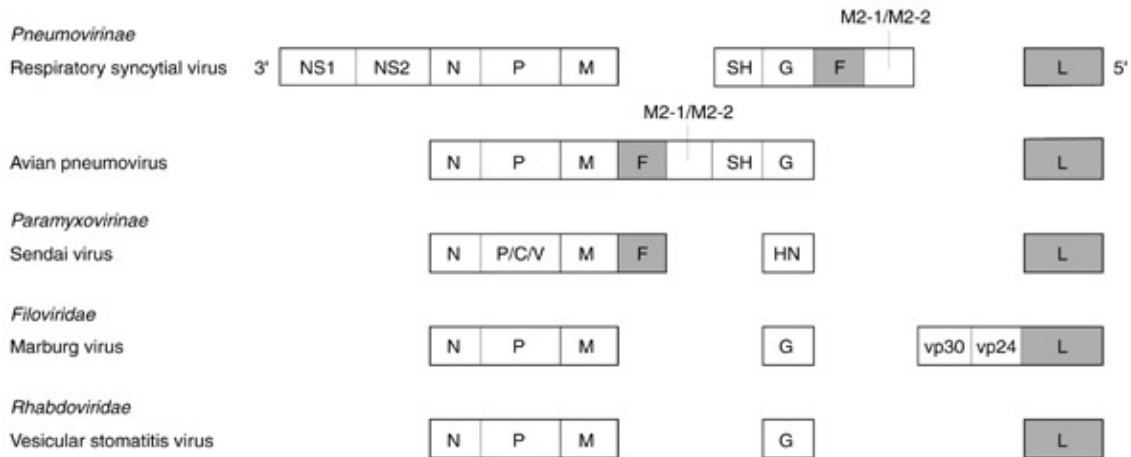 M2-1/M2-2
Pneumovirinae
Respiratory syncytial virus 3' NS1 NS2 N P M SH G F L 5'
M2-1/M2-2
Avian pneumovirus N P M F SH G L
Paramyxovirinae
Sendai virus N P/C/V M F HN L
Filoviridae
Marburg virus N P M G vp30 vp24 L
Rhabdoviridae
Vesicular stomatitis virus N P M G L